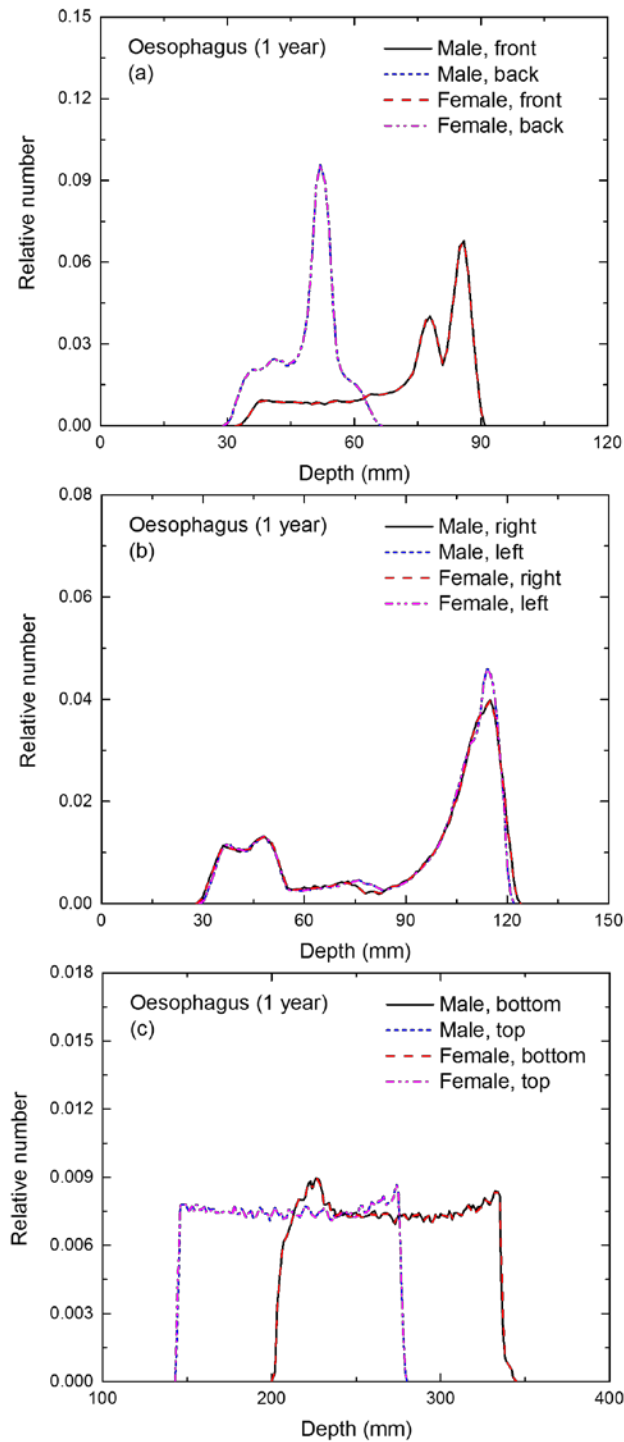 0.15
0.12
0.09
0.06
0.03
0.00
Relative number
Oesophagus (1 year)
(a)
Male, front
Male, back
Female, front
Female, back
0 30 60 90 120
Depth (mm)
0.08
0.06
0.04
0.02
0.00
Relative number
Oesophagus (1 year)
(b)
Male, right
Male, left
Female, right
Female, left
0 30 60 90 120 150
Depth (mm)
0.018
0.015
0.012
0.009
0.006
0.003
0.000
Relative number
Oesophagus (1 year)
(c)
Male, bottom
Male, top
Female, bottom
Female, top
100 200 300 400
Depth (mm)